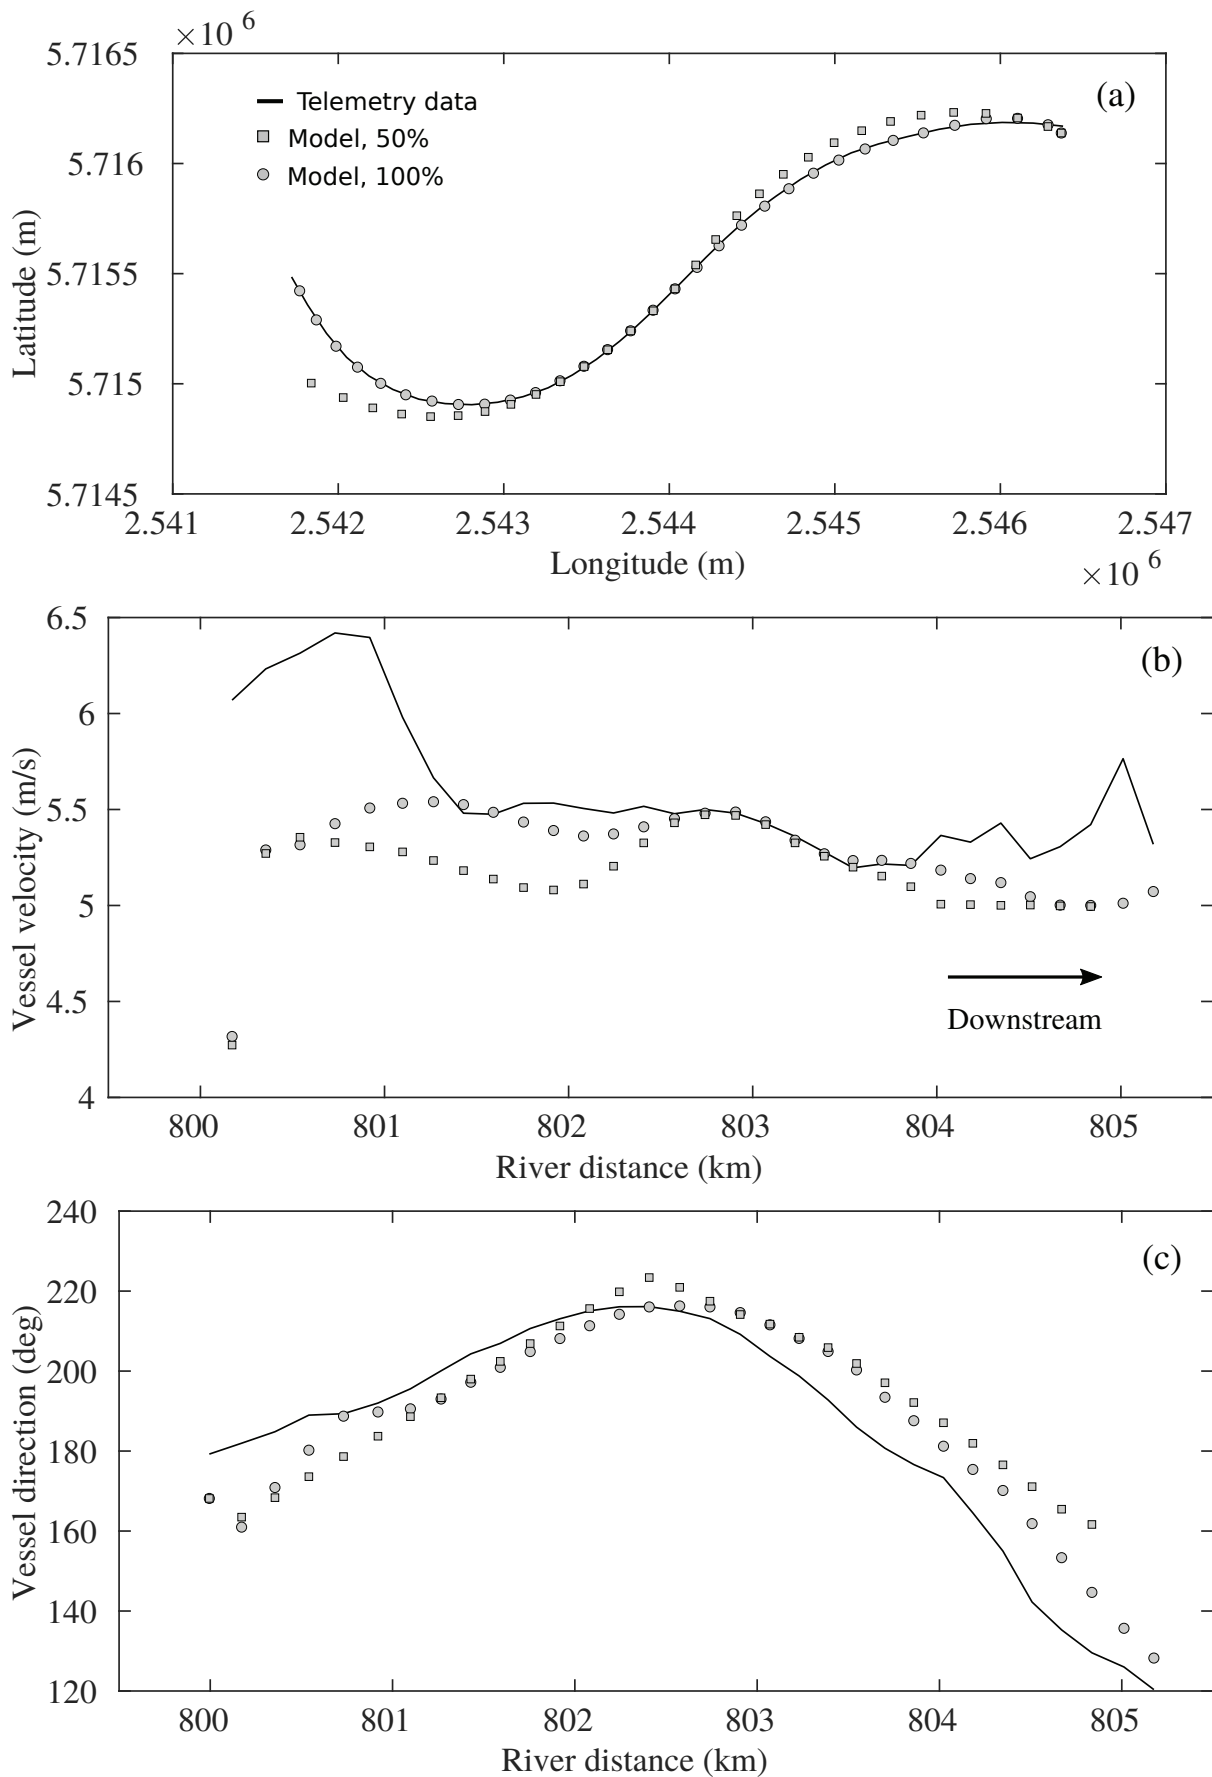 ×10 6
5.7165
(a)
Telemetry data
Model, 50%
Model, 100%
5.716
5.7155
5.715
5.7145
Latitude (m)
2.541 2.542 2.543 2.544 2.545 2.546 2.547
Longitude (m)
×10 6
6.5
(b)
6
5.5
5
4.5
4
Vessel velocity (m/s)
Downstream
800 801 802 803 804 805
River distance (km)
240
(c)
220
200
180
160
140
120
Vessel direction (deg)
800 801 802 803 804 805
River distance (km)